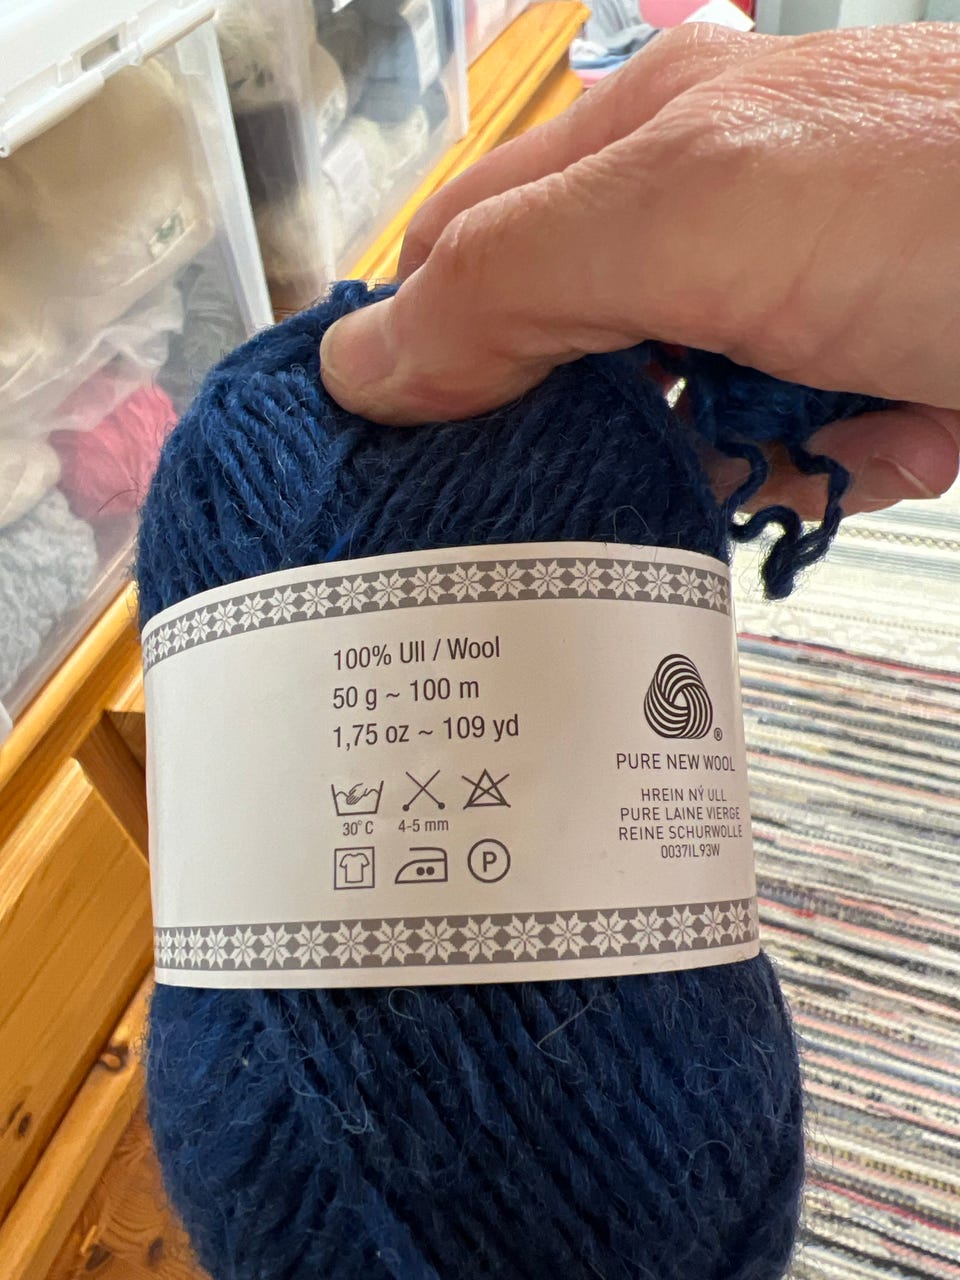 100% Ull / Wool
50 g ~ 100 m
1,75 oz ~ 109 yd
30°C
4-5 mm
P
®
PURE NEW WOOL
HREIN NÝ ULL
PURE LAINE VIERGE
REINE SCHURWOLLE
0037IL93W